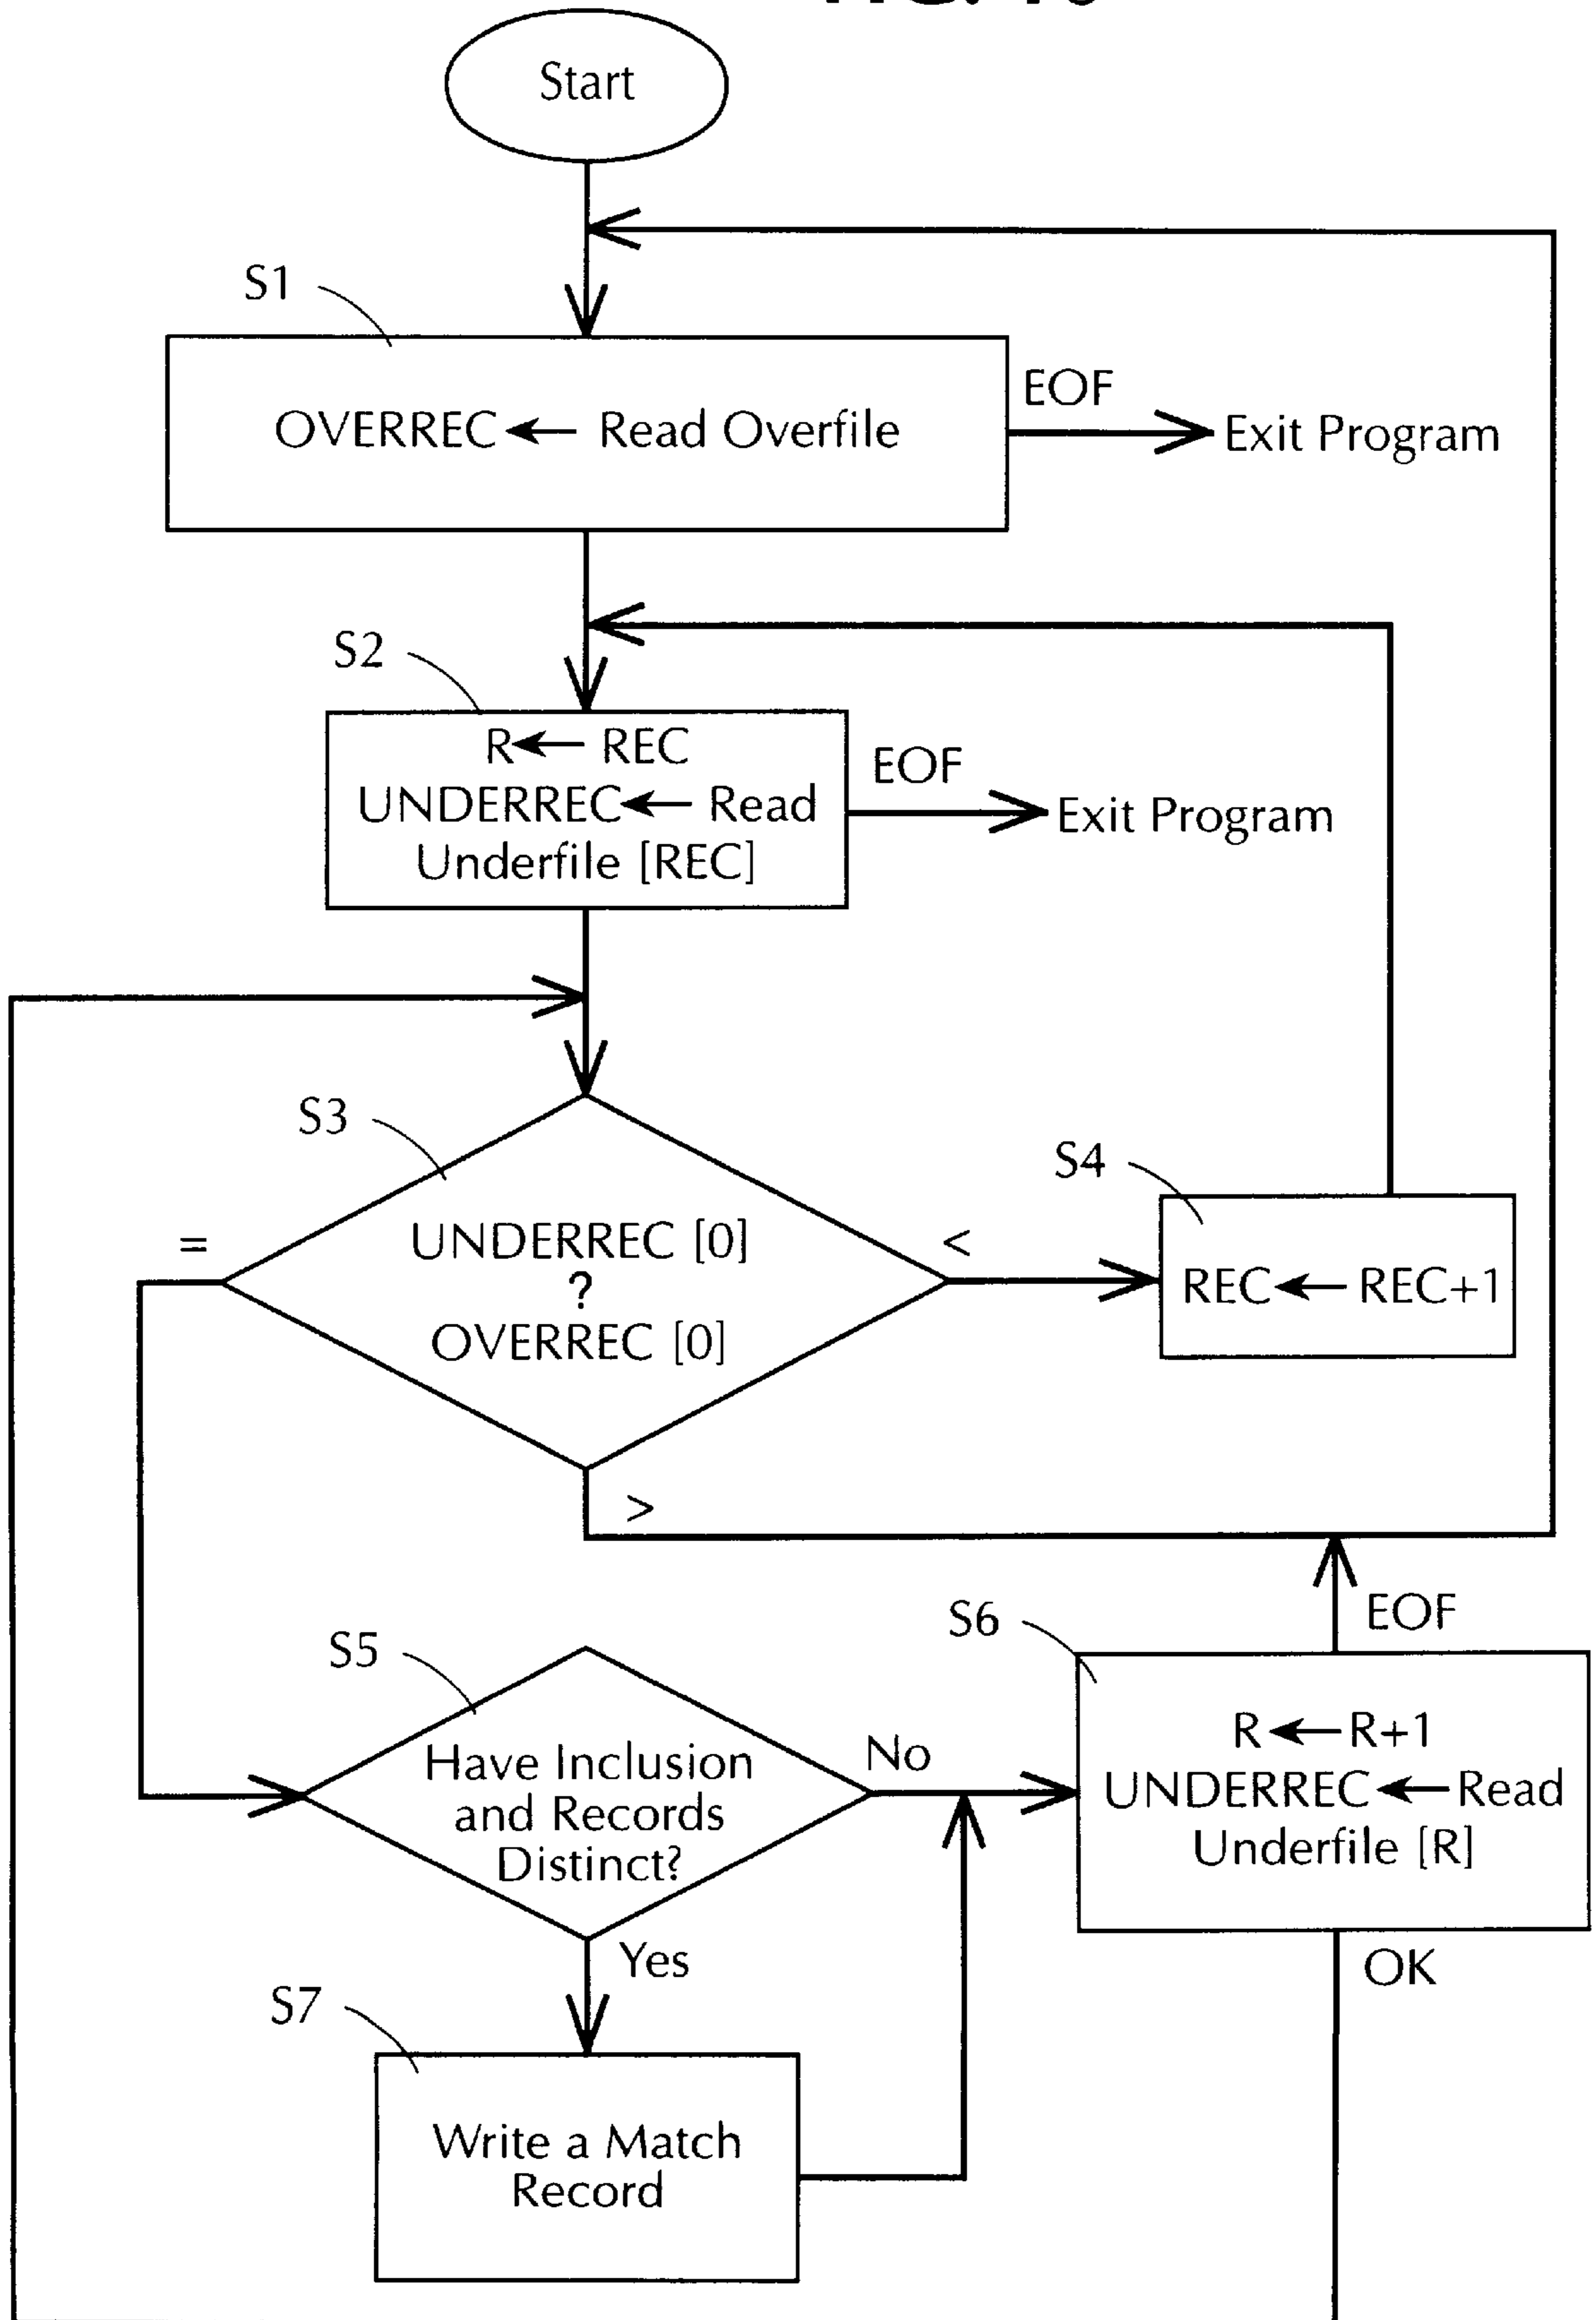 Start
S1
OVERREC ← Read Overfile
EOF
Exit Program
S2
R ← REC
UNDERREC ← Read
Underfile [REC]
EOF
Exit Program
S3
UNDERREC [0]
?
OVERREC [0]
=
<
>
S4
REC ← REC+1
S5
Have Inclusion
and Records
Distinct?
No
Yes
S6
EOF
R ← R+1
UNDERREC ← Read
Underfile [R]
OK
S7
Write a Match
Record